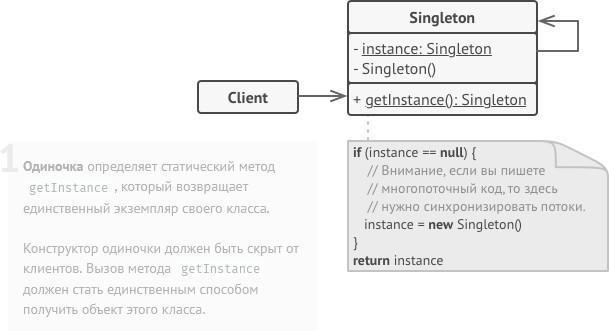 Singleton
- instance: Singleton
- Singleton()
+ getInstance(): Singleton
Client
1
Одиночка определяет статический метод
getInstance , который возвращает
единственный экземпляр своего класса.
Конструктор одиночки должен быть скрыт от
клиентов. Вызов метода getInstance
должен стать единственным способом
получить объект этого класса.
if (instance == null) {
// Внимание, если вы пишете
// многопоточный код, то здесь
// нужно синхронизировать потоки.
instance = new Singleton()
}
return instance